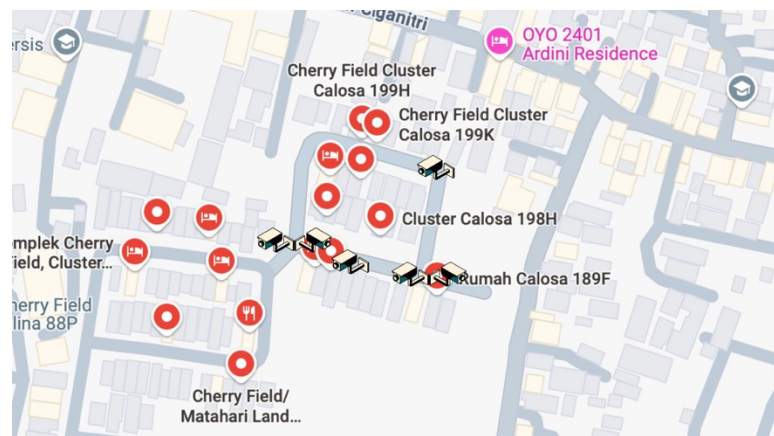 Ciganitri
ersis
OYO 2401
Ardini Residence
Cherry Field Cluster
Calosa 199H
Cherry Field Cluster
Calosa 199K
Cluster Calosa 198H
mplek Cherry
ield, Cluster...
Rumah Calosa 189F
herry Field
lina 88P
Cherry Field/
Matahari Land...